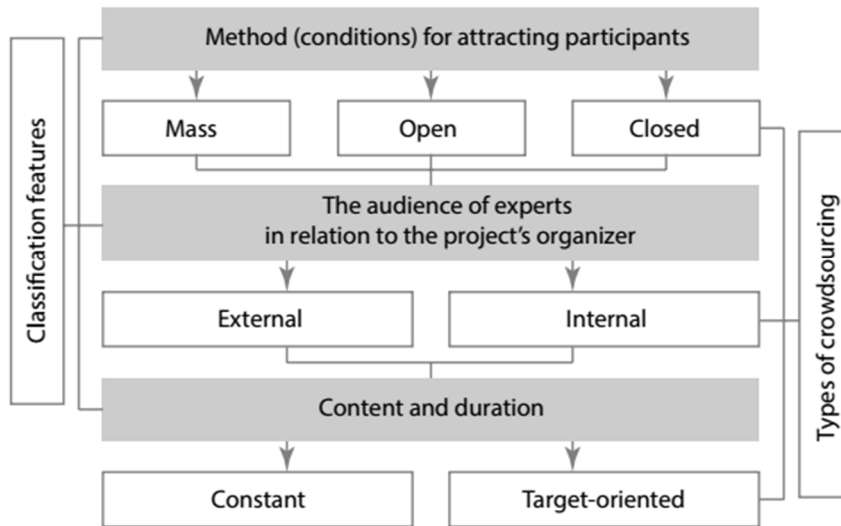 Classification features
Method (conditions) for attracting participants
Mass
Open
Closed
The audience of experts
in relation to the project's organizer
External
Internal
Content and duration
Constant
Target-oriented
Types of crowdsourcing